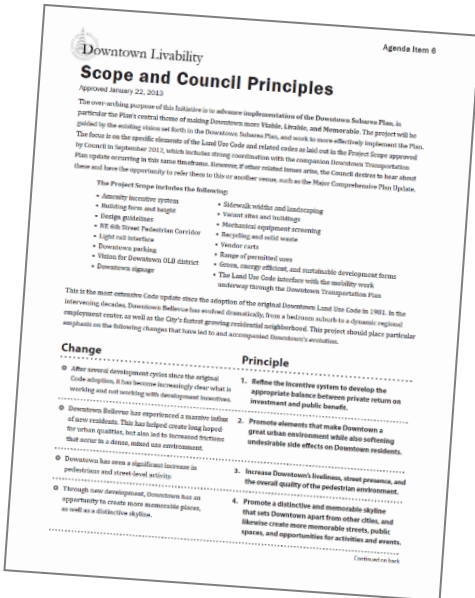 Agenda Item 6
Downtown Livability
Scope and Council Principles
Approved January 22, 2013
The over-arching purpose of this Initiative is to advance implementation of the Downtown Subarea Plan, in
particular the Plan's central theme of making Downtown more Visible, Livable, and Memorable. The project will be
guided by the existing vision set forth in the Downtown Subarea Plan, and work to more effectively implement the Plan.
The focus is on the specific elements of the Land Use Code and related codes as laid out in the Project Scope approved
by Council in September 2012, which includes strong coordination with the companion Downtown Transportation
Plan update occurring in this same timeframe. However, if other related issues arise, the Council desires to hear about
these and have the opportunity to refer them to this or another venue, such as the Major Comprehensive Plan Update.
The Project Scope includes the following:
• Amenity incentive system
• Building form and height
• Design guidelines
• NE 6th Street Pedestrian Corridor
• Light rail interface
• Downtown parking
• Vision for Downtown OLB district
• Downtown signage
• Sidewalk widths and landscaping
• Vacant sites and buildings
• Mechanical equipment screening
• Recycling and solid waste
• Vendor carts
• Range of permitted uses
• Green, energy efficient, and sustainable development forms
• The Land Use Code interface with the mobility work
underway through the Downtown Transportation Plan
This is the most extensive Code update since the adoption of the original Downtown Land Use Code in 1981. In the
intervening decades, Downtown Bellevue has evolved dramatically, from a bedroom suburb to a dynamic regional
employment center, as well as the City's fastest growing residential neighborhood. This project should place particular
emphasis on the following changes that have led to and accompanied Downtown's evolution.
Change
After several development cycles since the original
Code adoption, it has become increasingly clear what is
working and not working with development incentives.
Downtown Bellevue has experienced a massive influx
of new residents. This has helped create long hoped
for urban qualities, but also led to increased frictions
that occur in a dense, mixed use environment.
Downtown has seen a significant increase in
pedestrians and street-level activity.
Through new development, Downtown has an
opportunity to create more memorable places,
as well as a distinctive skyline.
Principle
1. Refine the incentive system to develop the
appropriate balance between private return on
investment and public benefit.
2. Promote elements that make Downtown a
great urban environment while also softening
undesirable side effects on Downtown residents.
3. Increase Downtown's liveliness, street presence, and
the overall quality of the pedestrian environment.
4. Promote a distinctive and memorable skyline
that sets Downtown apart from other cities, and
likewise create more memorable streets, public
spaces, and opportunities for activities and events.
Continued on back